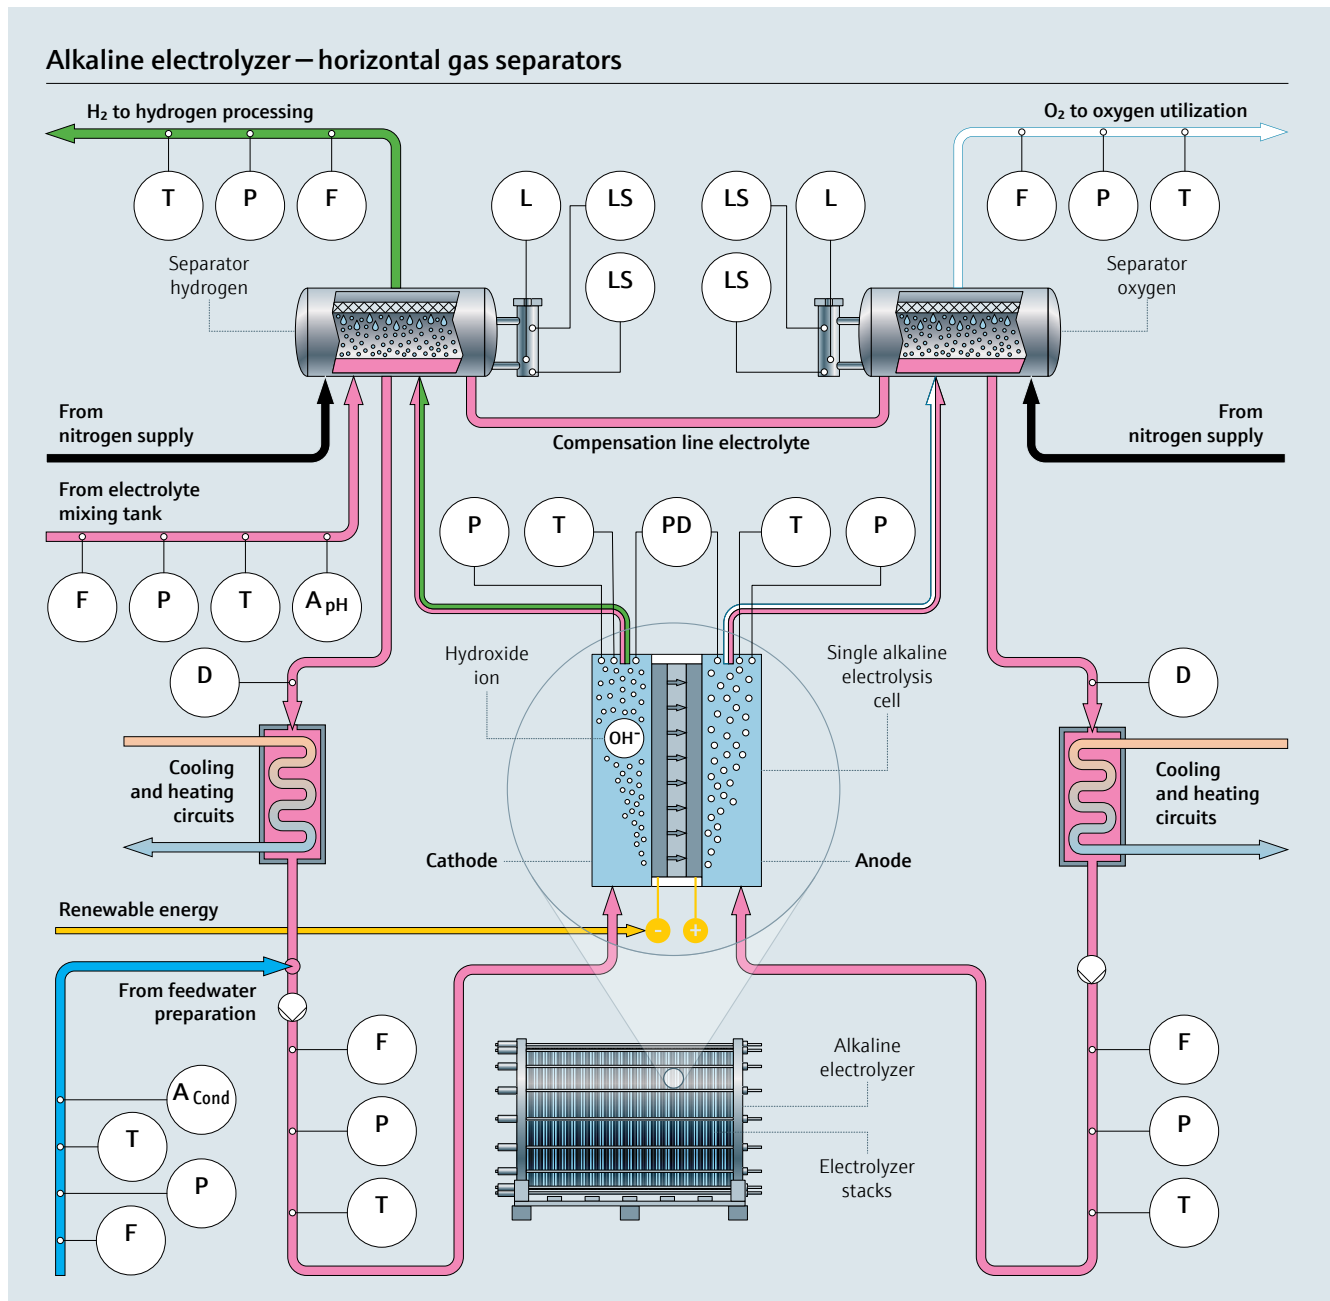 Alkaline electrolyzer – horizontal gas separators
H₂ to hydrogen processing
O₂ to oxygen utilization
T
P
F
L
LS
LS
L
F
P
T
LS
LS
Separator
hydrogen
Separator
oxygen
From
nitrogen supply
From
nitrogen supply
Compensation line electrolyte
From electrolyte
mixing tank
P
T
PD
T
P
F
P
T
A pH
D
Hydroxide
ion
Single alkaline
electrolysis
cell
D
OH⁻
Cooling
and heating
circuits
Cooling
and heating
circuits
Cathode
Anode
Renewable energy
-
+
From feedwater
preparation
F
P
T
A Cond
T
P
F
Alkaline
electrolyzer
Electrolyzer
stacks
F
P
T